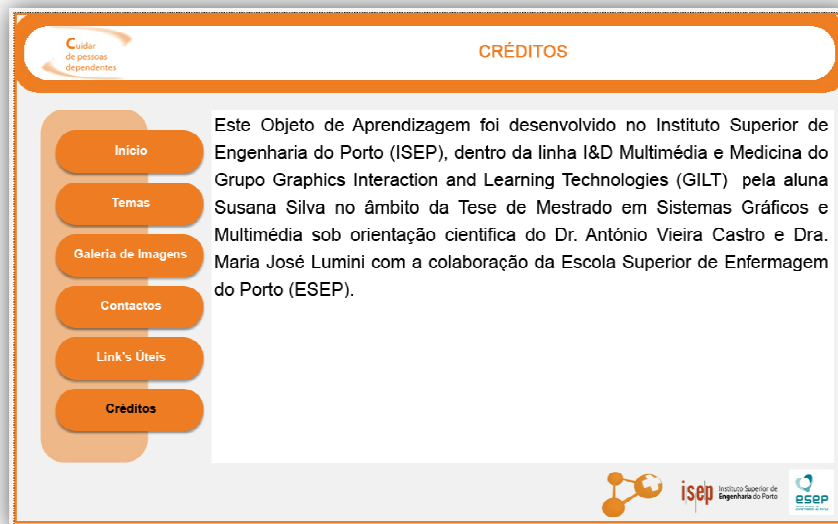 Cuidar
de pessoas
dependentes
CRÉDITOS
Início
Temas
Galeria de Imagens
Contactos
Link's Úteis
Créditos
Este Objeto de Aprendizagem foi desenvolvido no Instituto Superior de
Engenharia do Porto (ISEP), dentro da linha I&D Multimédia e Medicina do
Grupo Graphics Interaction and Learning Technologies (GILT) pela aluna
Susana Silva no âmbito da Tese de Mestrado em Sistemas Gráficos e
Multimédia sob orientação cientifica do Dr. António Vieira Castro e Dra.
Maria José Lumini com a colaboração da Escola Superior de Enfermagem
do Porto (ESEP).
isep Instituto Superior de
Engenharia do Porto
esep